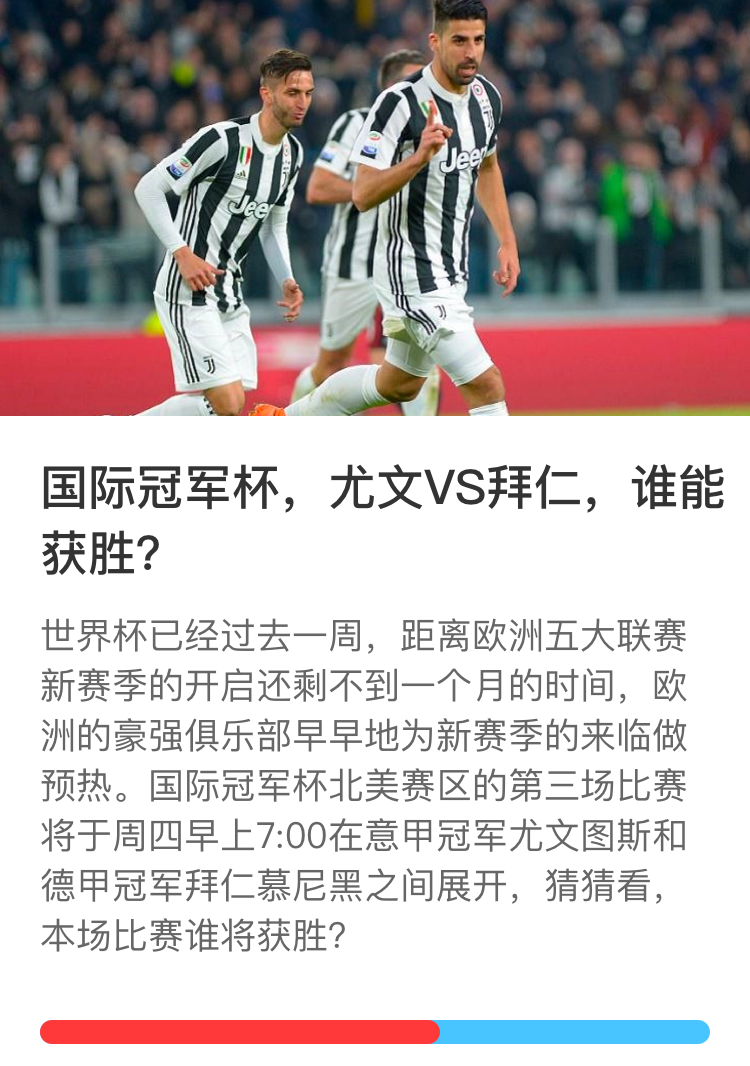 Jeep
Jeep
国际冠军杯，尤文VS拜仁，谁能
获胜？
世界杯已经过去一周，距离欧洲五大联赛
新赛季的开启还剩不到一个月的时间，欧
洲的豪强俱乐部早早地为新赛季的来临做
预热。国际冠军杯北美赛区的第三场比赛
将于周四早上7:00在意甲冠军尤文图斯和
德甲冠军拜仁慕尼黑之间展开，猜猜看，
本场比赛谁将获胜？